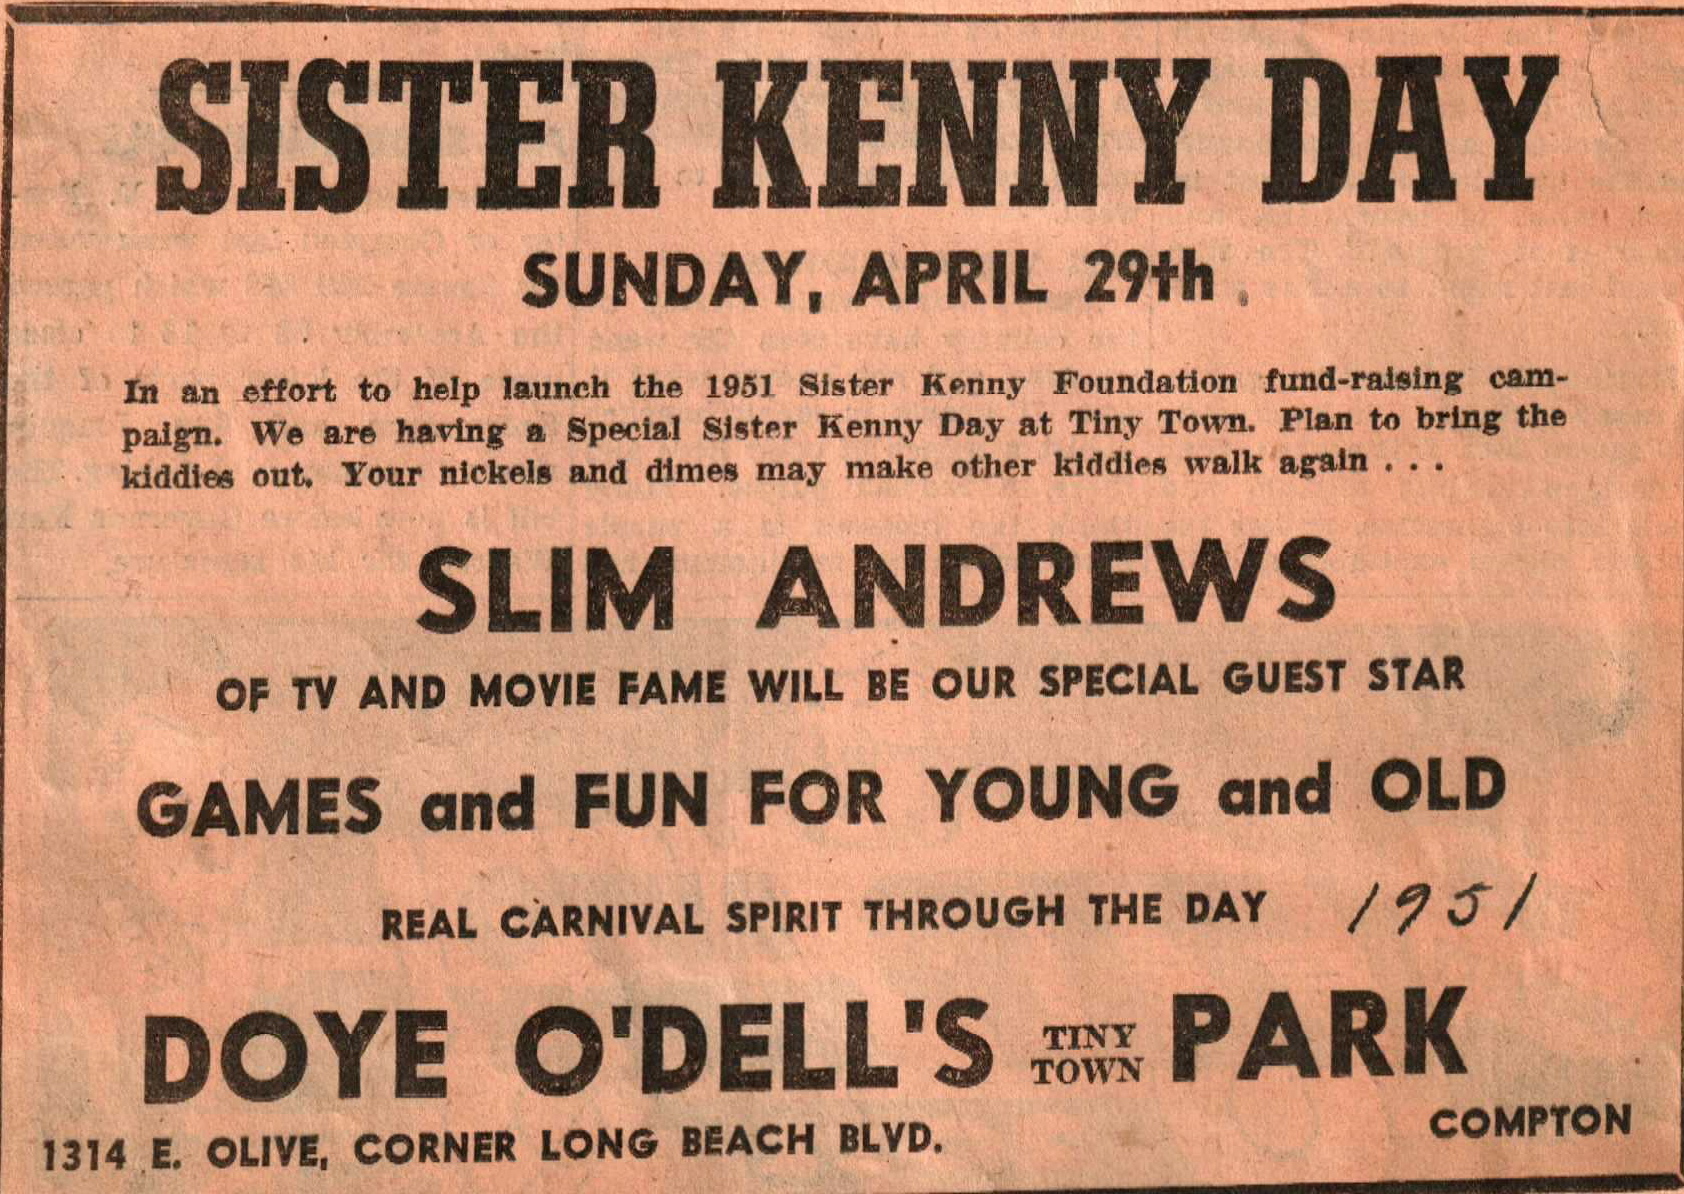 SISTER KENNY DAY
SUNDAY, APRIL 29th.
In an effort to help launch the 1951 Sister Kenny Foundation fund-raising cam-
paign. We are having a Special Sister Kenny Day at Tiny Town. Plan to bring the
kiddies out. Your nickels and dimes may make other kiddies walk again . . .
SLIM ANDREWS
OF TV AND MOVIE FAME WILL BE OUR SPECIAL GUEST STAR
GAMES and FUN FOR YOUNG and OLD
REAL CARNIVAL SPIRIT THROUGH THE DAY 1951
DOYE O'DELL'S TINY TOWN PARK
1314 E. OLIVE, CORNER LONG BEACH BLVD. COMPTON